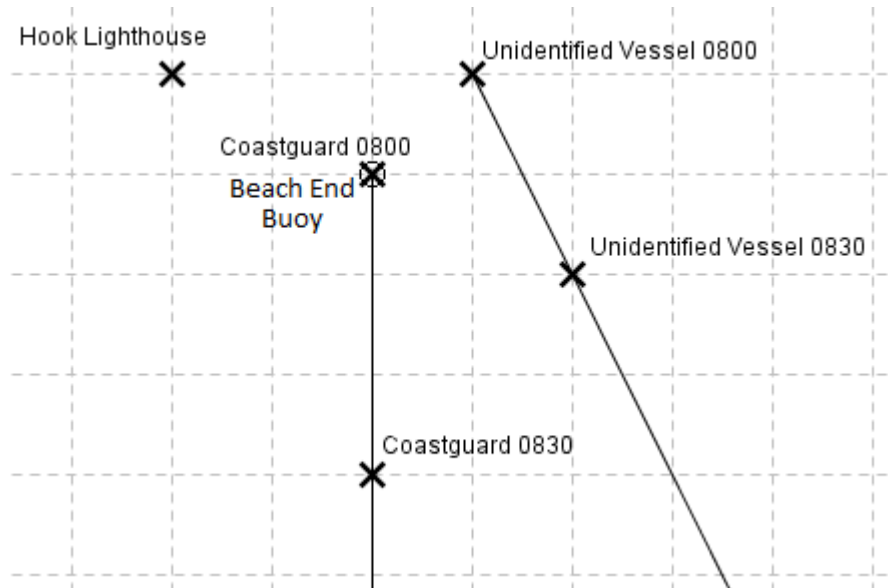 Hook Lighthouse
Unidentified Vessel 0800
Coastguard 0800
Beach End
Buoy
Unidentified Vessel 0830
Coastguard 0830